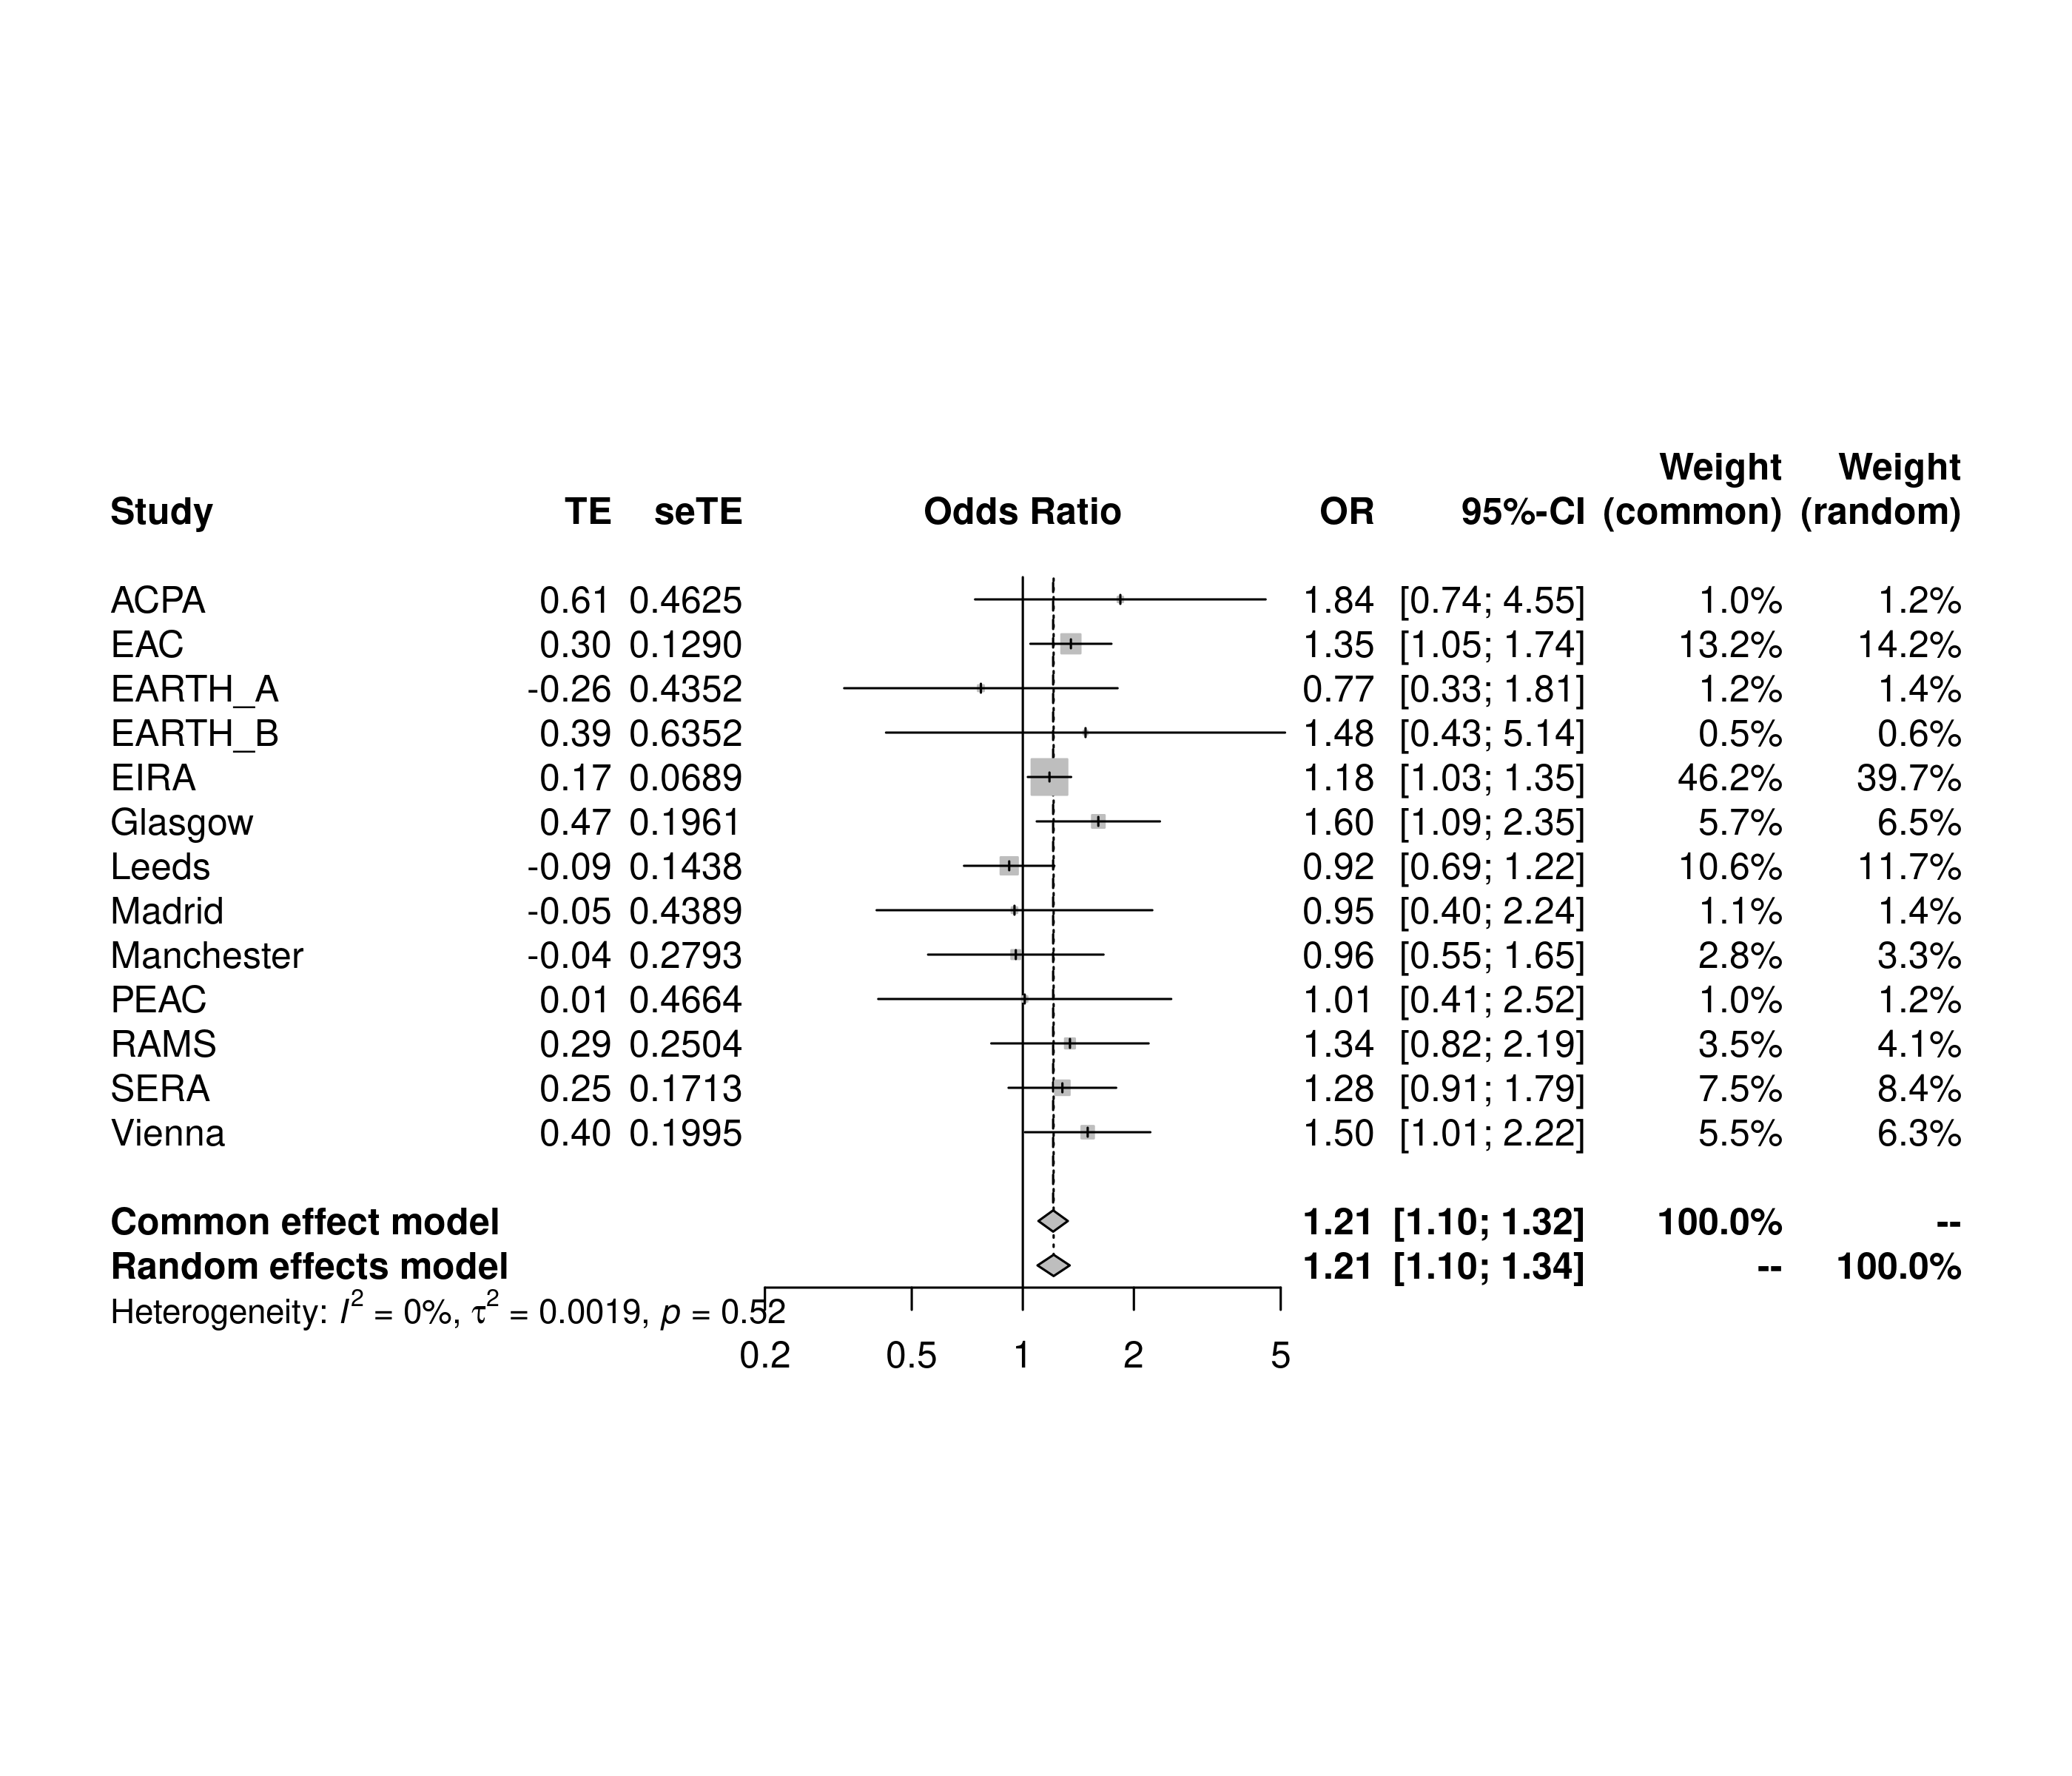 Weight Weight
Study TE seTE Odds Ratio OR 95%-CI (common) (random)
ACPA 0.61 0.4625 1.84 [0.74; 4.55] 1.0% 1.2%
EAC 0.30 0.1290 1.35 [1.05; 1.74] 13.2% 14.2%
EARTH_A -0.26 0.4352 0.77 [0.33; 1.81] 1.2% 1.4%
EARTH_B 0.39 0.6352 1.48 [0.43; 5.14] 0.5% 0.6%
EIRA 0.17 0.0689 1.18 [1.03; 1.35] 46.2% 39.7%
Glasgow 0.47 0.1961 1.60 [1.09; 2.35] 5.7% 6.5%
Leeds -0.09 0.1438 0.92 [0.69; 1.22] 10.6% 11.7%
Madrid -0.05 0.4389 0.95 [0.40; 2.24] 1.1% 1.4%
Manchester -0.04 0.2793 0.96 [0.55; 1.65] 2.8% 3.3%
PEAC 0.01 0.4664 1.01 [0.41; 2.52] 1.0% 1.2%
RAMS 0.29 0.2504 1.34 [0.82; 2.19] 3.5% 4.1%
SERA 0.25 0.1713 1.28 [0.91; 1.79] 7.5% 8.4%
Vienna 0.40 0.1995 1.50 [1.01; 2.22] 5.5% 6.3%
Common effect model 1.21 [1.10; 1.32] 100.0% --
Random effects model 1.21 [1.10; 1.34] -- 100.0%
Heterogeneity: I² = 0%, τ² = 0.0019, p = 0.52
0.2 0.5 1 2 5